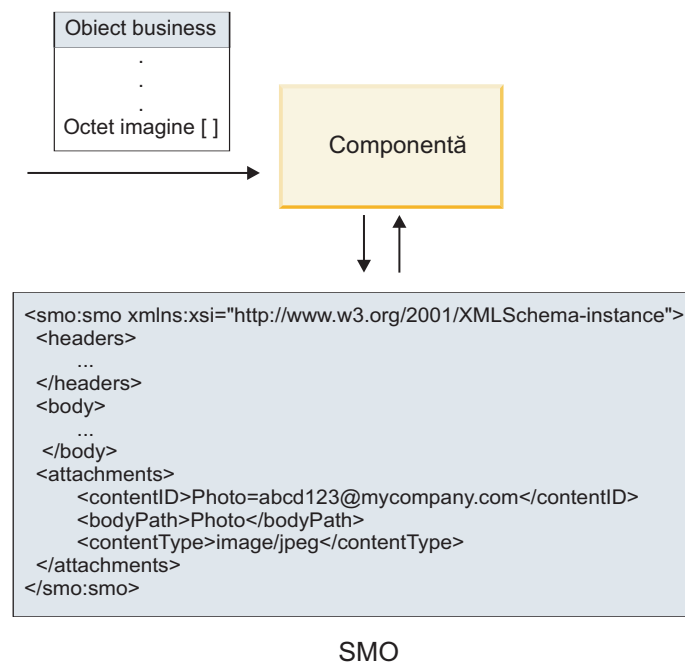 Obiect business
.
.
.
Octet imagine [ ]
Componentă
<smo:smo xmlns:xsi="http://www.w3.org/2001/XMLSchema-instance">
<headers>
...
</headers>
<body>
...
</body>
<attachments>
<contentID>Photo=abcd123@mycompany.com</contentID>
<bodyPath>Photo</bodyPath>
<contentType>image/jpeg</contentType>
</attachments>
</smo:smo>
SMO